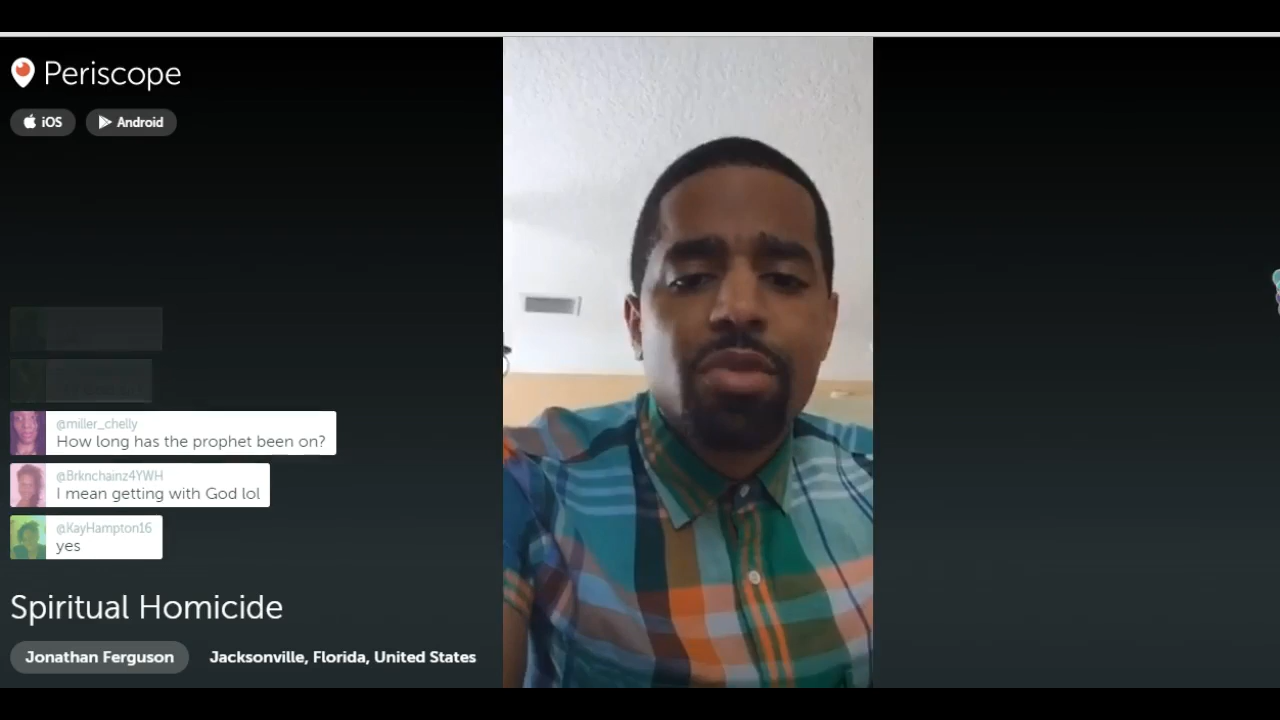 Periscope
iOS Android
@miller_chelly
How long has the prophet been on?
@Brknchainz4YWH
I mean getting with God lol
@KayHampton16
yes
Spiritual Homicide
Jonathan Ferguson Jacksonville, Florida, United States